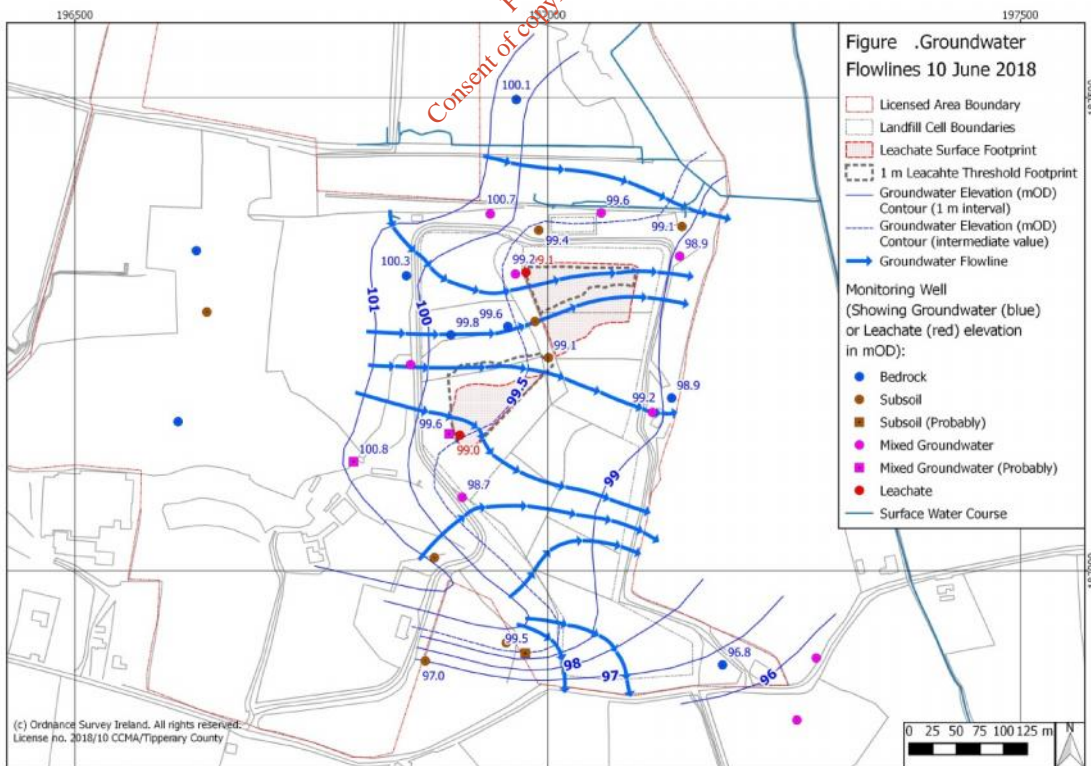 196500
197000
197500
Consent of copy
Figure .Groundwater
Flowlines 10 June 2018
Licensed Area Boundary
Landfill Cell Boundaries
Leachate Surface Footprint
1 m Leacahte Threshold Footprint
Groundwater Elevation (mOD)
Contour (1 m interval)
Groundwater Elevation (mOD)
Contour (intermediate value)
Groundwater Flowline
Monitoring Well
(Showing Groundwater (blue)
or Leachate (red) elevation
in mOD):
Bedrock
Subsoil
Subsoil (Probably)
Mixed Groundwater
Mixed Groundwater (Probably)
Leachate
Surface Water Course
100.1
100.7
99.6
99.1
99.4
98.9
99.2
9.1
100.3
101
100
99.6
99.8
99.1
98.9
99.5
99.2
99.6
99.0
100.8
98.7
99
99.5
98
97.0
97
96.8
96
(c) Ordnance Survey Ireland. All rights reserved.
License no. 2018/10 CCMA/Tipperary County
0 25 50 75 100 125 m
N